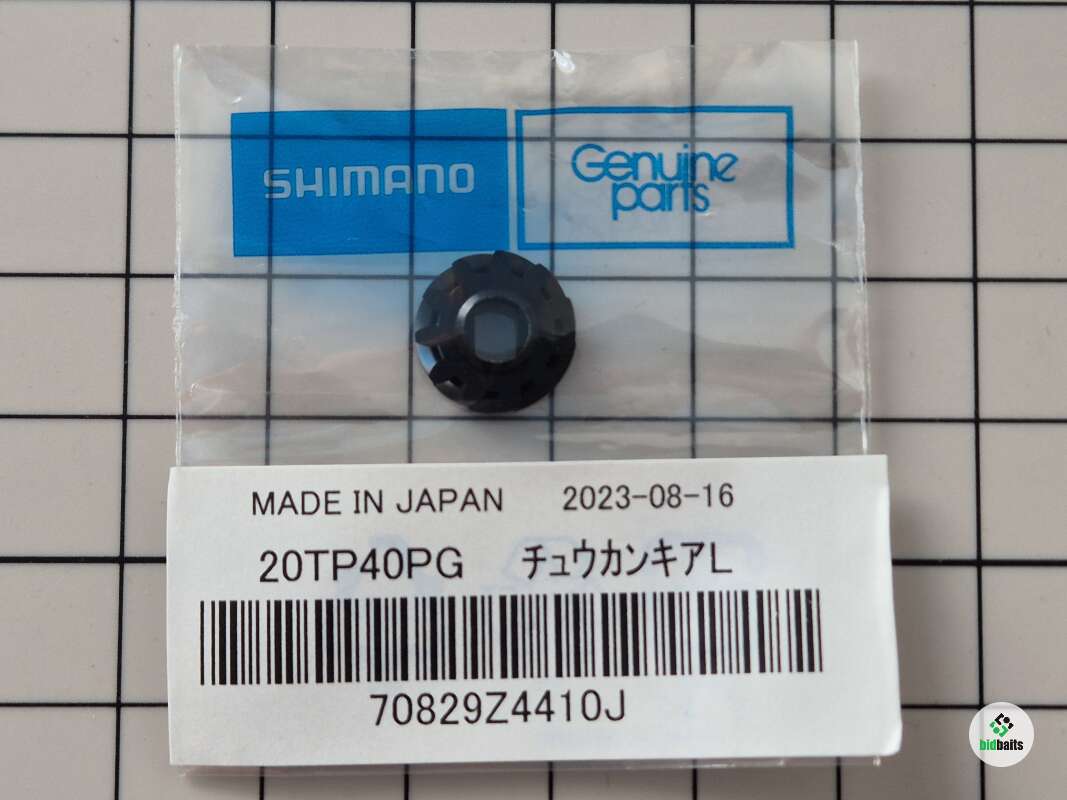 SHIMANO
Genuine
parts
MADE IN JAPAN 2023-08-16
20TP40PG チュウカンキアL
70829Z4410J
bidbaits